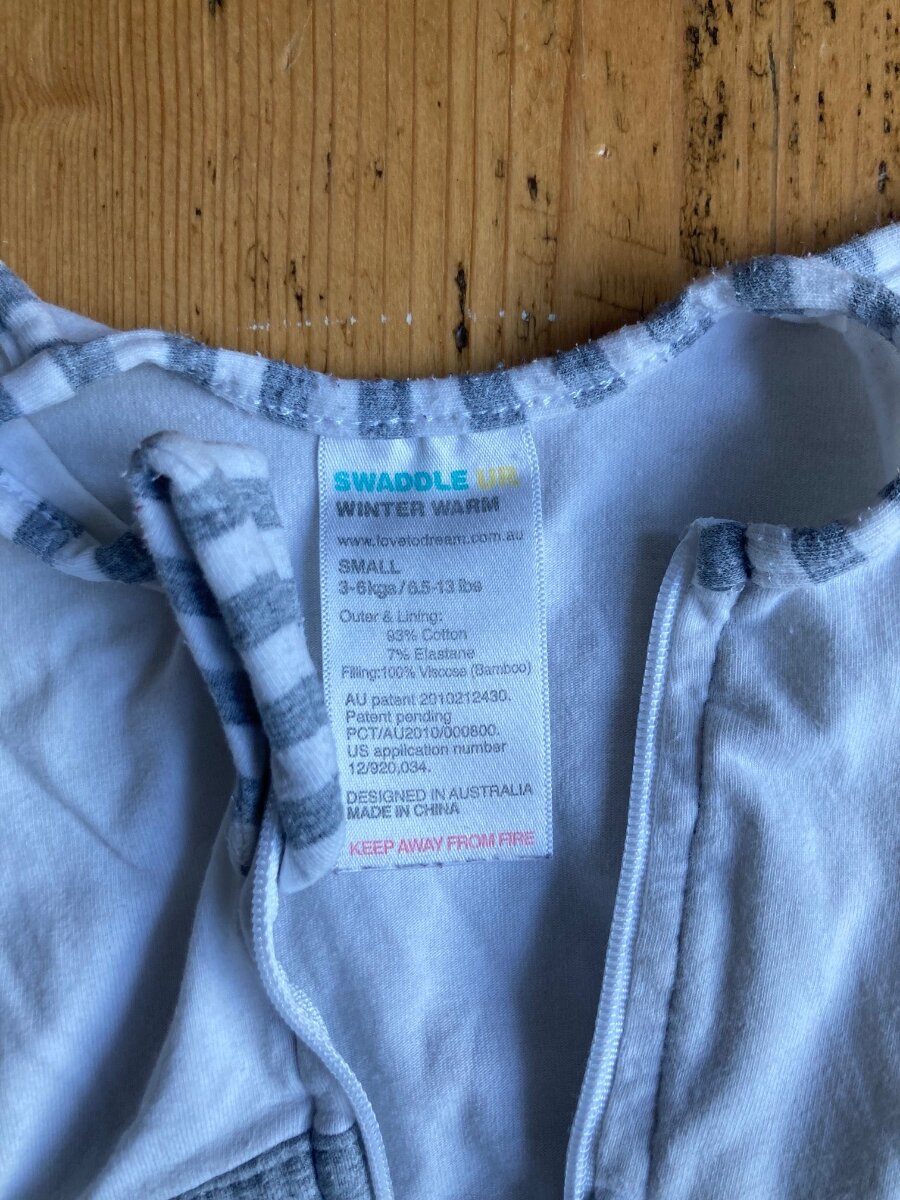 SWADDLE UP
WINTER WARM
www.lovetodream.com.au
SMALL
3-6kgs / 6.5-13 lbs
Outer & Lining:
93% Cotton
7% Elastane
Filling:100% Viscose (Bamboo)
AU patent 2010212430.
Patent pending
PCT/AU2010/000800.
US application number
12/920,034.
DESIGNED IN AUSTRALIA
MADE IN CHINA
KEEP AWAY FROM FIRE